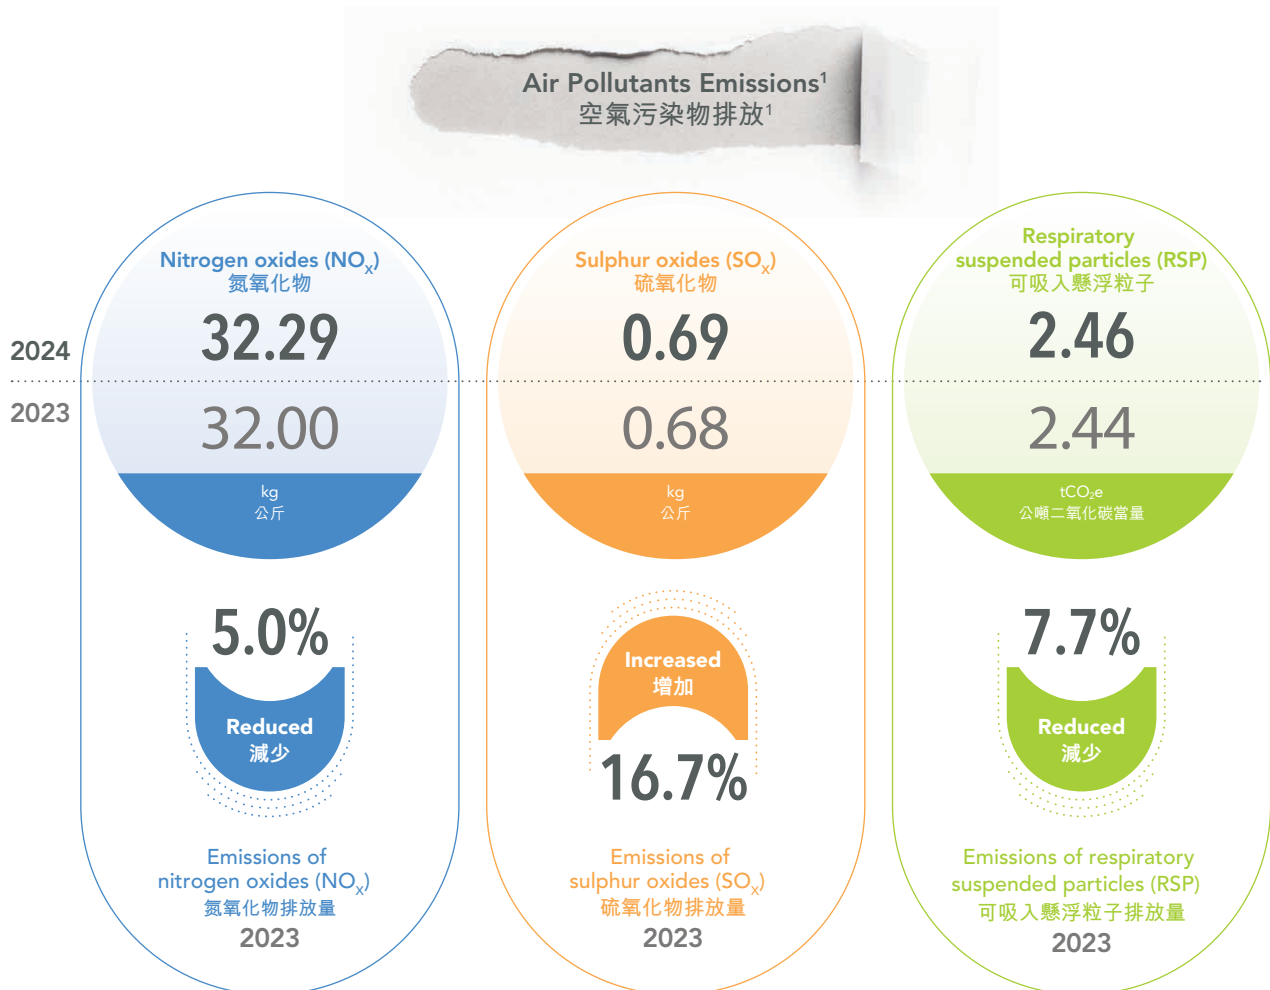 Air Pollutants Emissions¹
空氣污染物排放¹
Nitrogen oxides (NOx)
氮氧化物
32.29
32.00
kg
公斤
Sulphur oxides (SOx)
硫氧化物
0.69
0.68
kg
公斤
Respiratory
suspended particles (RSP)
可吸入懸浮粒子
2.46
2.44
tCO₂e
公噸二氧化碳當量
2024
2023
5.0%
Reduced
減少
Emissions of
nitrogen oxides (NOx)
氮氧化物排放量
2023
Increased
增加
16.7%
Emissions of
sulphur oxides (SOx)
硫氧化物排放量
2023
7.7%
Reduced
減少
Emissions of respiratory
suspended particles (RSP)
可吸入懸浮粒子排放量
2023